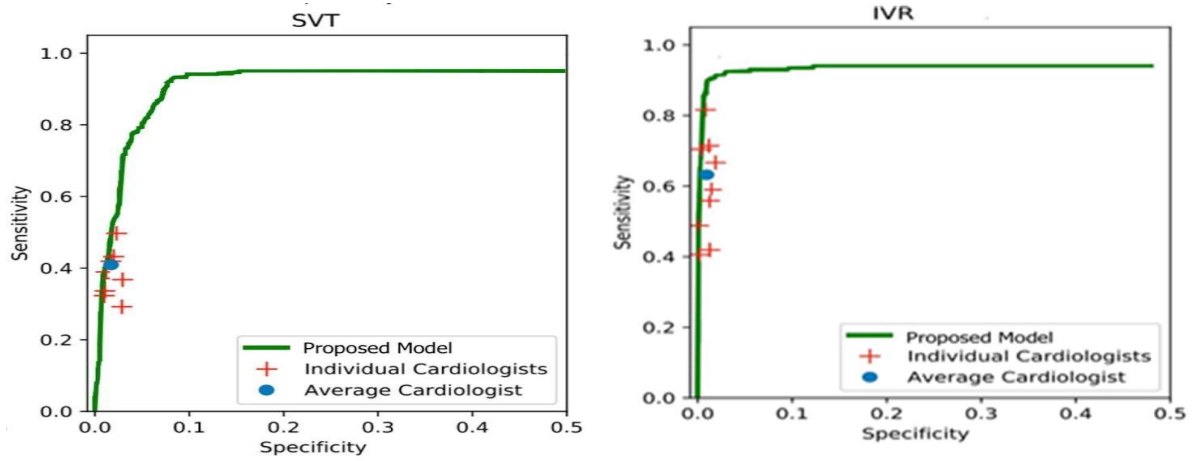 SVT
1.0
0.8
0.6
0.4
0.2
0.0
Sensitivity
Proposed Model
Individual Cardiologists
Average Cardiologist
0.0 0.1 0.2 0.3 0.4 0.5
Specificity
IVR
1.0
0.8
0.6
0.4
0.2
0.0
Sensitivity
Proposed Model
Individual Cardiologists
Average Cardiologist
0.0 0.1 0.2 0.3 0.4 0.5
Specificity